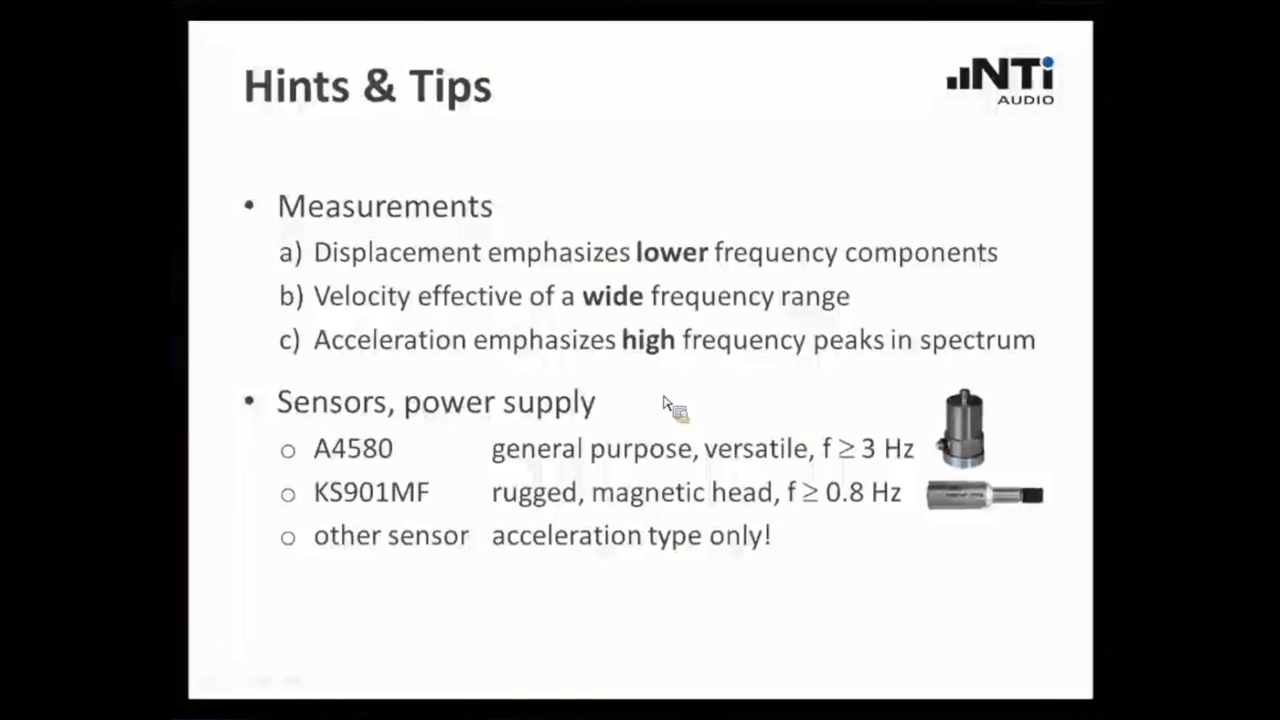 Hints & Tips
NTi
AUDIO
• Measurements
a) Displacement emphasizes lower frequency components
b) Velocity effective of a wide frequency range
c) Acceleration emphasizes high frequency peaks in spectrum
• Sensors, power supply
o A4580 general purpose, versatile, f ≥ 3 Hz
o KS901MF rugged, magnetic head, f ≥ 0.8 Hz
o other sensor acceleration type only!